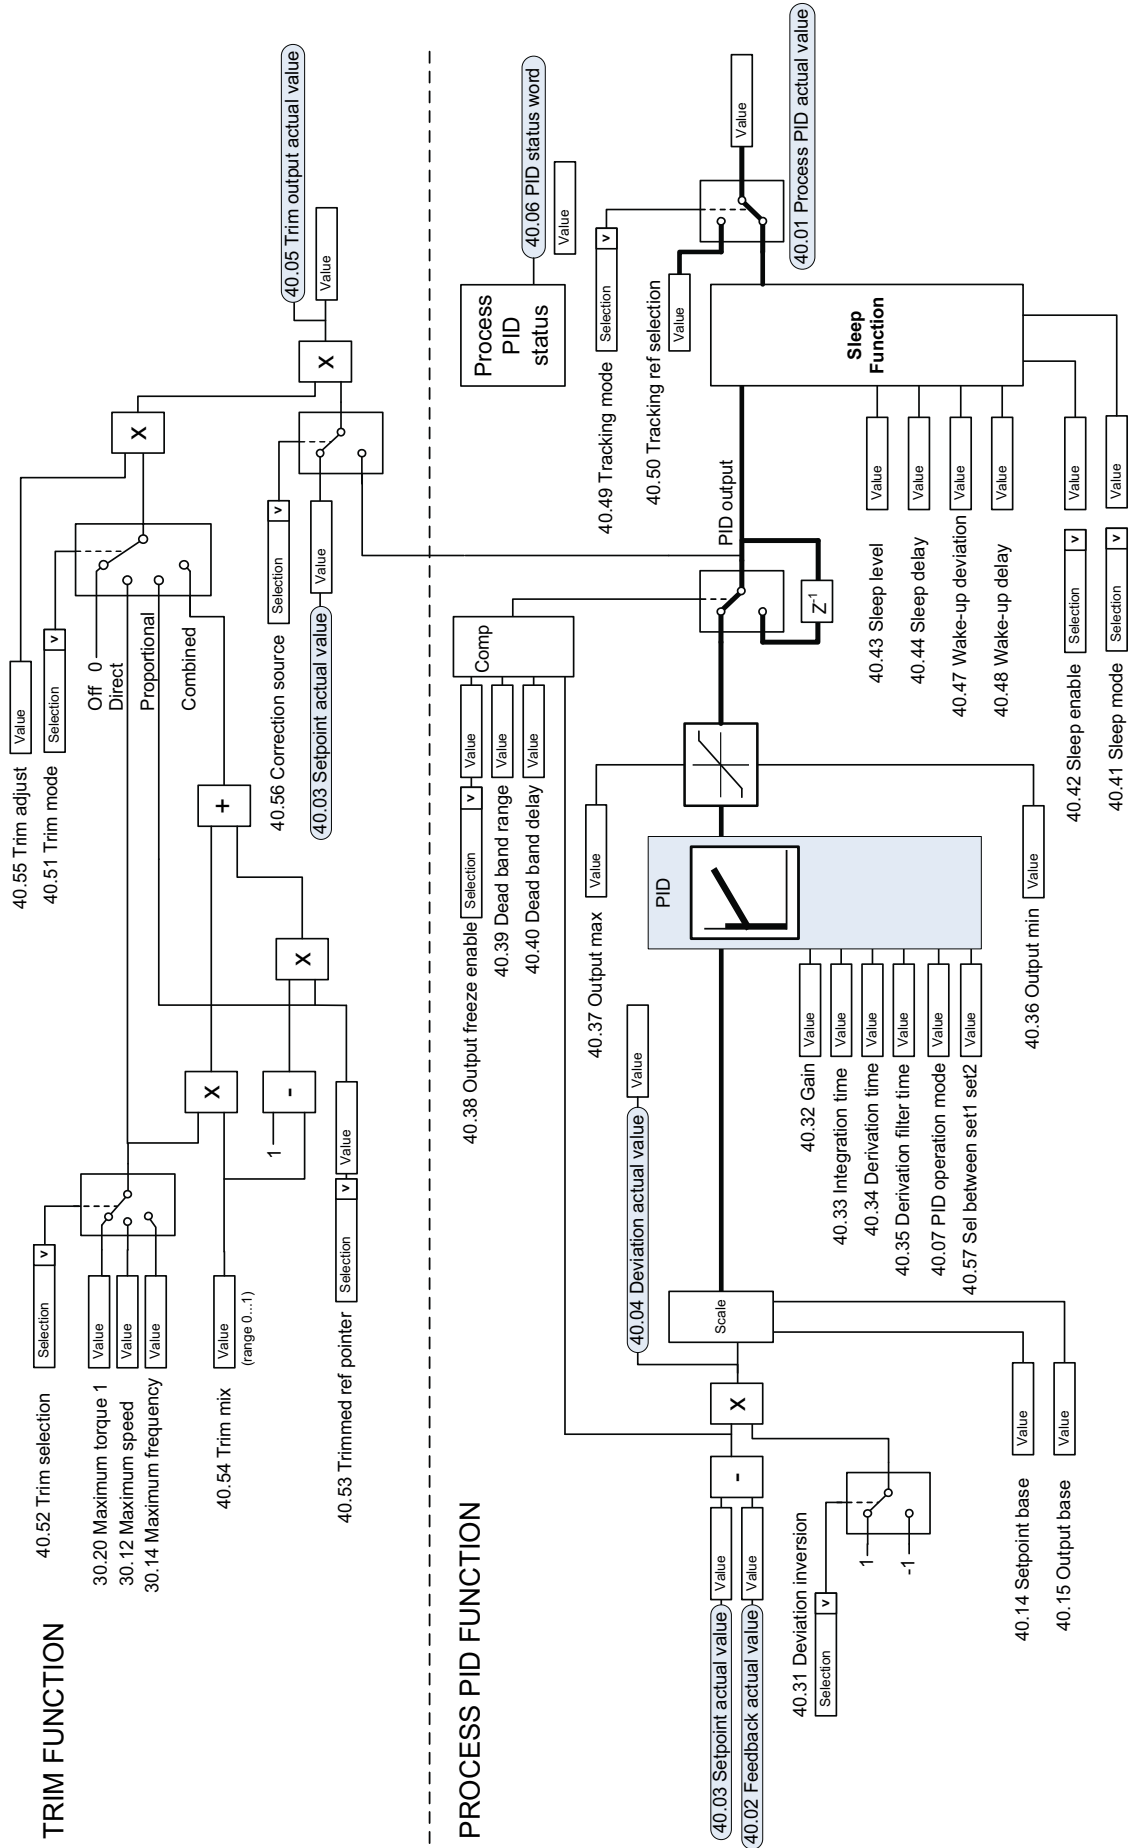 TRIM FUNCTION
40.52 Trim selection
Selection
v
30.20 Maximum torque 1
Value
30.12 Maximum speed
Value
30.14 Maximum frequency
Value
40.54 Trim mix
Value
(range 0...1)
40.53 Trimmed ref pointer
Selection
v
Value
X
1
-
X
+
40.55 Trim adjust
Value
40.51 Trim mode
Selection
v
Off 0
Direct
Proportional
Combined
X
40.56 Correction source
Selection
v
40.03 Setpoint actual value
Value
X
40.05 Trim output actual value
Value
PROCESS PID FUNCTION
40.03 Setpoint actual value
Value
40.02 Feedback actual value
Value
-
X
40.31 Deviation inversion
Selection
v
1
-1
40.14 Setpoint base
Value
40.15 Output base
Value
40.04 Deviation actual value
Value
Scale
40.32 Gain
Value
40.33 Integration time
Value
40.34 Derivation time
Value
40.35 Derivation filter time
Value
40.07 PID operation mode
Value
40.57 Sel between set1 set2
Value
PID
40.37 Output max
Value
40.36 Output min
Value
40.38 Output freeze enable
Selection
v
Value
40.39 Dead band range
Value
40.40 Dead band delay
Value
Comp
Z-1
PID output
40.43 Sleep level
Value
40.44 Sleep delay
Value
40.47 Wake-up deviation
Value
40.48 Wake-up delay
Value
40.42 Sleep enable
Selection
v
Value
40.41 Sleep mode
Selection
v
Value
Sleep
Function
Process
PID
status
40.06 PID status word
Value
40.49 Tracking mode
Selection
v
40.50 Tracking ref selection
Value
Value
40.01 Process PID actual value